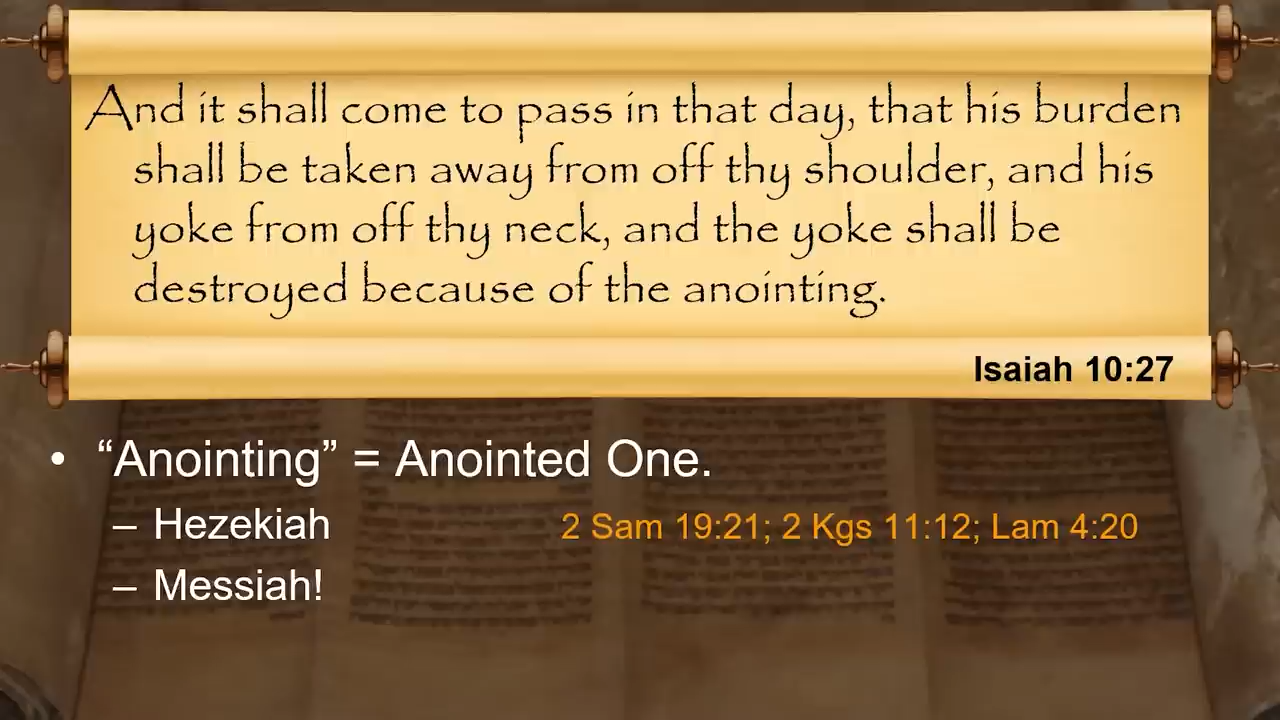 And it shall come to pass in that day, that his burden
shall be taken away from off thy shoulder, and his
yoke from off thy neck, and the yoke shall be
destroyed because of the anointing.
Isaiah 10:27
• “Anointing” = Anointed One.
– Hezekiah 2 Sam 19:21; 2 Kgs 11:12; Lam 4:20
– Messiah!